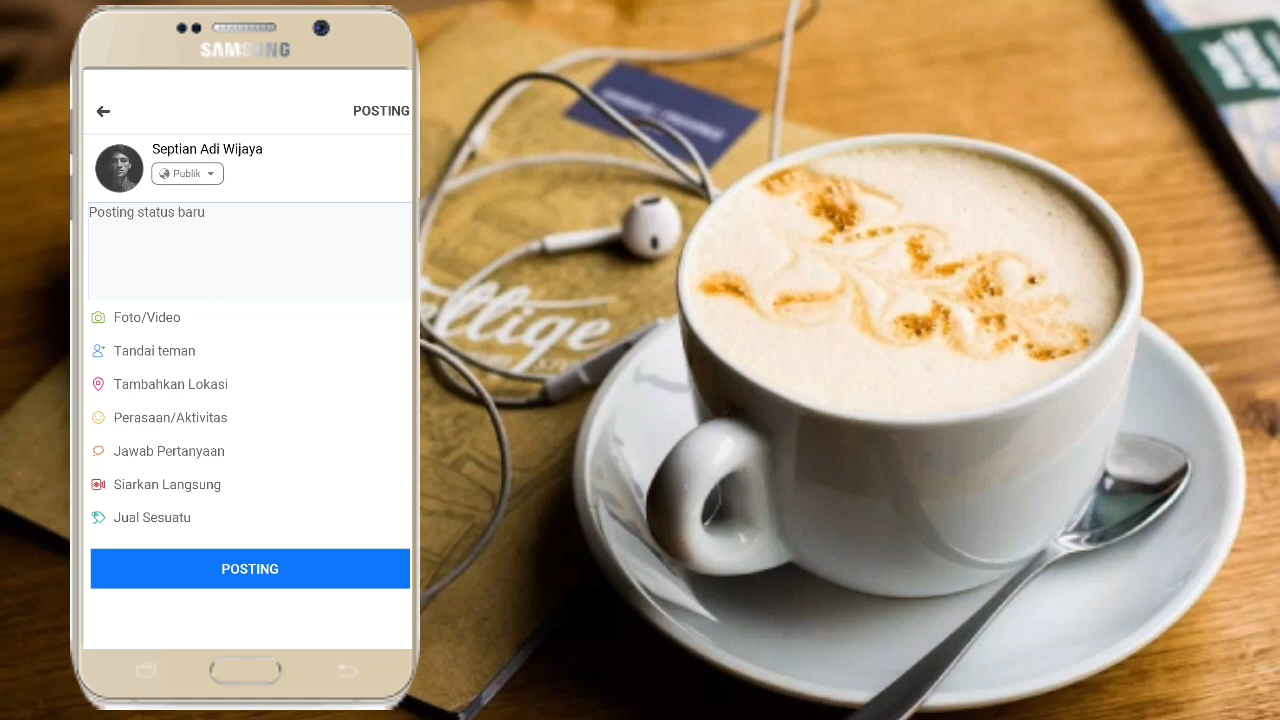 SAMSUNG
POSTING
Septian Adi Wijaya
Publik
Posting status baru
Foto/Video
Tandai teman
Tambahkan Lokasi
Perasaan/Aktivitas
Jawab Pertanyaan
Siarkan Langsung
Jual Sesuatu
POSTING